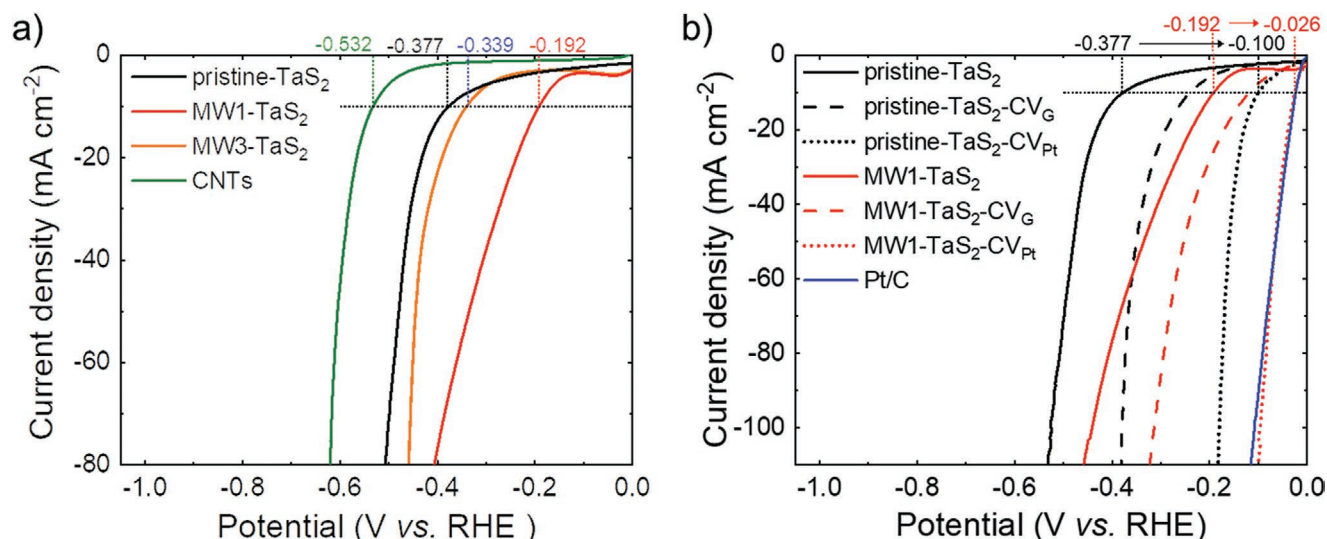 a)
-0.532 -0.377 -0.339 -0.192
0
-20
-40
-60
-80
Current density (mA cm⁻²)
pristine-TaS₂
MW1-TaS₂
MW3-TaS₂
CNTs
-1.0 -0.8 -0.6 -0.4 -0.2 0.0
Potential (V vs. RHE )
b)
-0.192 → -0.026
-0.377 → -0.100
0
-20
-40
-60
-80
-100
Current density (mA cm⁻²)
pristine-TaS₂
pristine-TaS₂-CV_G
pristine-TaS₂-CV_Pt
MW1-TaS₂
MW1-TaS₂-CV_G
MW1-TaS₂-CV_Pt
Pt/C
-1.0 -0.8 -0.6 -0.4 -0.2 0.0
Potential (V vs. RHE)